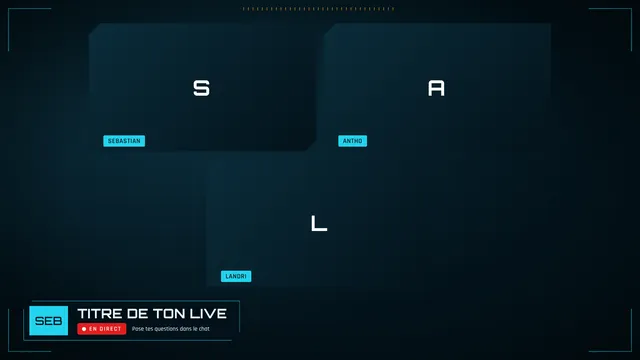 S
A
SEBASTIAN
ANTHO
L
LANDRI
SEB
TITRE DE TON LIVE
EN DIRECT
Pose tes questions dans le chat